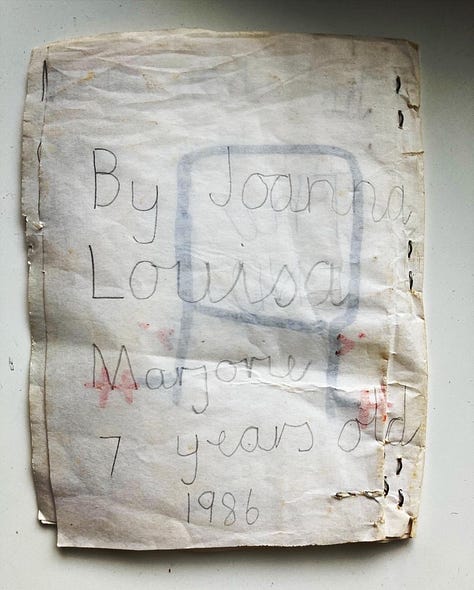 By Joanna
Louisa
Marjorie
7 years old
1986